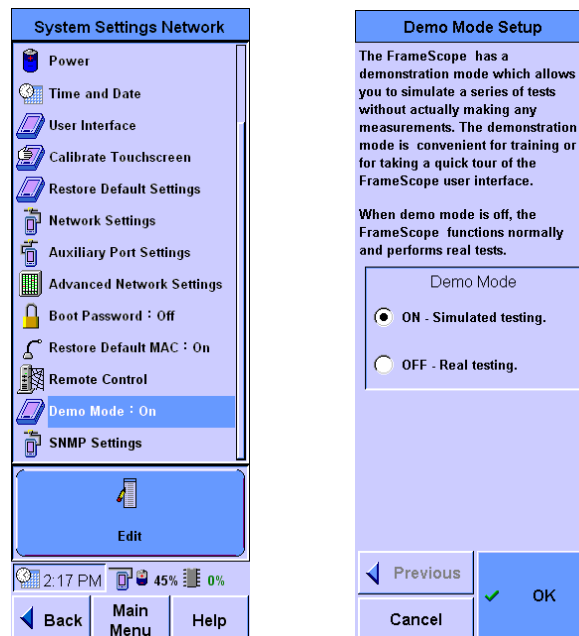 System Settings Network
Power
Time and Date
User Interface
Calibrate Touchscreen
Restore Default Settings
Network Settings
Auxiliary Port Settings
Advanced Network Settings
Boot Password : Off
Restore Default MAC : On
Remote Control
Demo Mode : On
SNMP Settings
Edit
2:17 PM 45% 0%
Back
Main
Menu
Help
Demo Mode Setup
The FrameScope has a
demonstration mode which allows
you to simulate a series of tests
without actually making any
measurements. The demonstration
mode is convenient for training or
for taking a quick tour of the
FrameScope user interface.
When demo mode is off, the
FrameScope functions normally
and performs real tests.
Demo Mode
ON - Simulated testing.
OFF - Real testing.
Previous
Cancel
OK